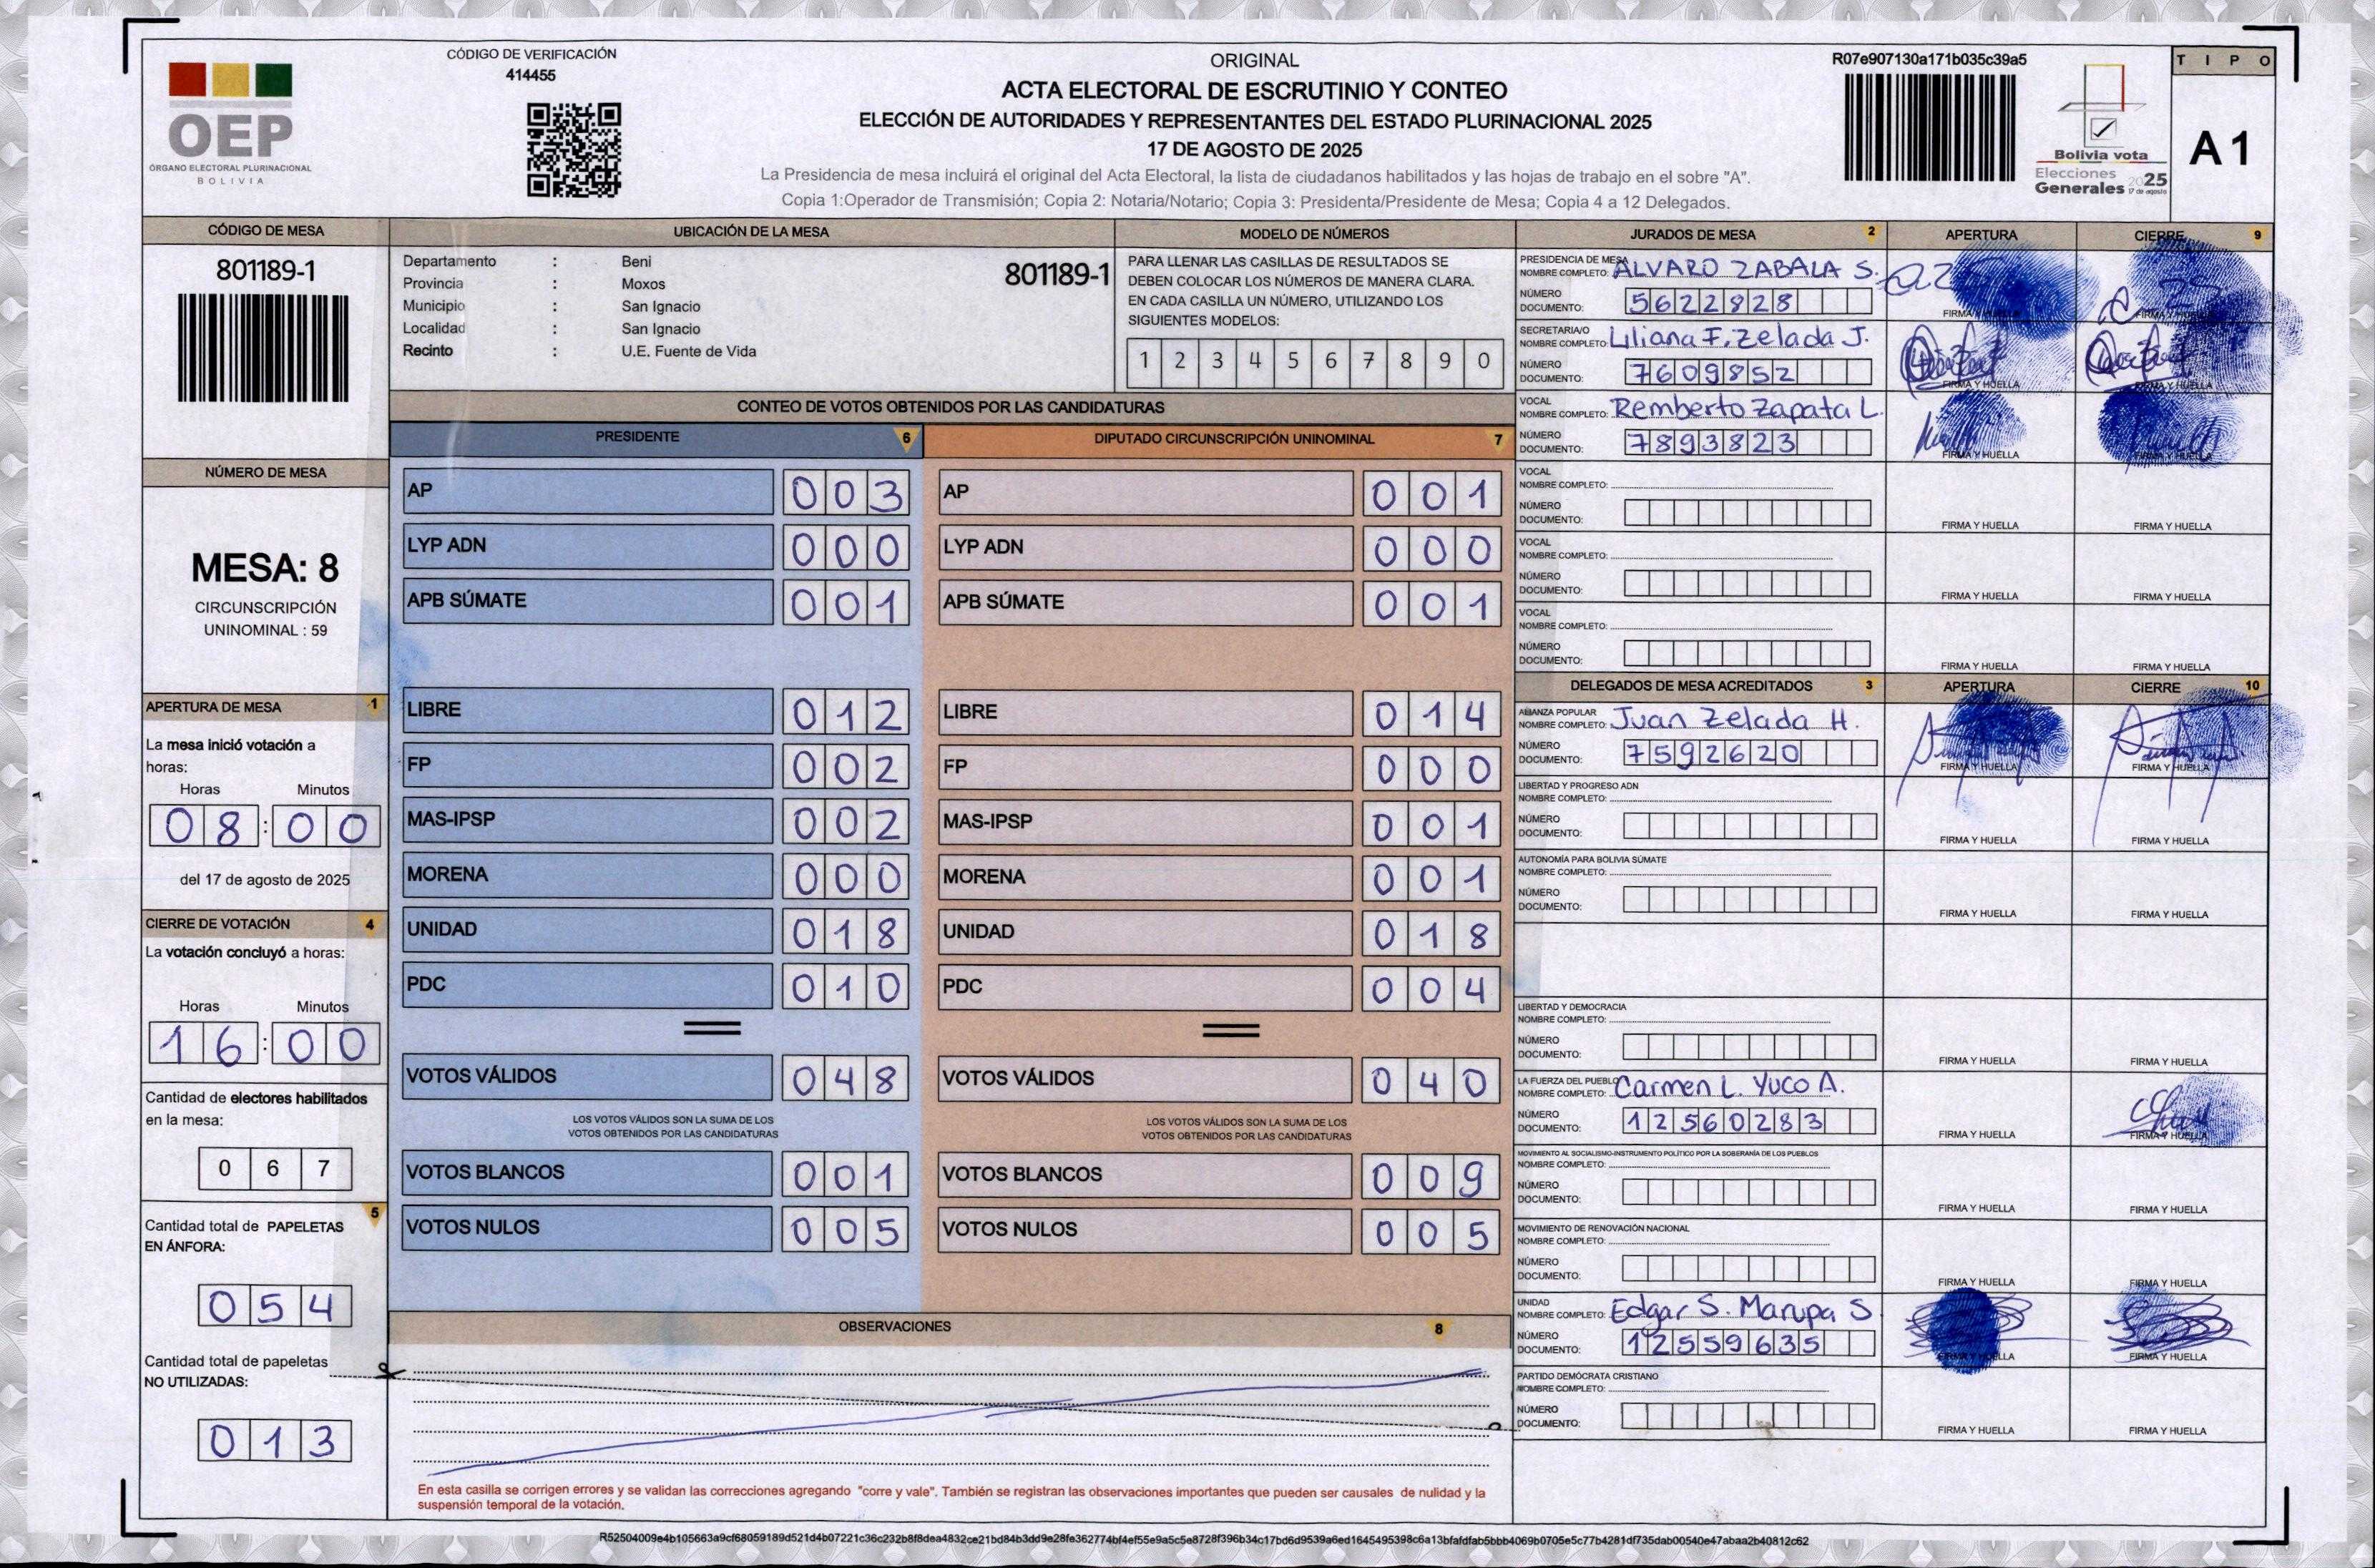 OEP
ÓRGANO ELECTORAL PLURINACIONAL
BOLIVIA
CÓDIGO DE VERIFICACIÓN
414455
ORIGINAL
ACTA ELECTORAL DE ESCRUTINIO Y CONTEO
ELECCIÓN DE AUTORIDADES Y REPRESENTANTES DEL ESTADO PLURINACIONAL 2025
17 DE AGOSTO DE 2025
La Presidencia de mesa incluirá el original del Acta Electoral, la lista de ciudadanos habilitados y las hojas de trabajo en el sobre "A".
Copia 1:Operador de Transmisión; Copia 2: Notaria/Notario; Copia 3: Presidenta/Presidente de Mesa; Copia 4 a 12 Delegados.
R07e907130a171b035c39a5
Bolivia vota
Elecciones
Generales 2025
17 de agosto
TIPO
A1
CÓDIGO DE MESA
801189-1
NÚMERO DE MESA
MESA: 8
CIRCUNSCRIPCIÓN
UNINOMINAL : 59
APERTURA DE MESA 1
La mesa inició votación a
horas:
Horas Minutos
08:00
del 17 de agosto de 2025
CIERRE DE VOTACIÓN 4
La votación concluyó a horas:
Horas Minutos
16:00
Cantidad de electores habilitados
en la mesa:
067
5
Cantidad total de PAPELETAS
EN ÁNFORA:
054
Cantidad total de papeletas
NO UTILIZADAS:
013
UBICACIÓN DE LA MESA
Departamento : Beni
Provincia : Moxos
Municipio : San Ignacio
Localidad : San Ignacio
Recinto : U.E. Fuente de Vida
801189-1
MODELO DE NÚMEROS
PARA LLENAR LAS CASILLAS DE RESULTADOS SE
DEBEN COLOCAR LOS NÚMEROS DE MANERA CLARA.
EN CADA CASILLA UN NÚMERO, UTILIZANDO LOS
SIGUIENTES MODELOS:
1 2 3 4 5 6 7 8 9 0
CONTEO DE VOTOS OBTENIDOS POR LAS CANDIDATURAS
PRESIDENTE 6
AP 003
LYP ADN 000
APB SÚMATE 001
LIBRE 012
FP 002
MAS-IPSP 002
MORENA 000
UNIDAD 018
PDC 010
VOTOS VÁLIDOS 048
LOS VOTOS VÁLIDOS SON LA SUMA DE LOS
VOTOS OBTENIDOS POR LAS CANDIDATURAS
VOTOS BLANCOS 001
VOTOS NULOS 005
DIPUTADO CIRCUNSCRIPCIÓN UNINOMINAL 7
AP 001
LYP ADN 000
APB SÚMATE 001
LIBRE 014
FP 000
MAS-IPSP 001
MORENA 001
UNIDAD 018
PDC 004
VOTOS VÁLIDOS 040
LOS VOTOS VÁLIDOS SON LA SUMA DE LOS
VOTOS OBTENIDOS POR LAS CANDIDATURAS
VOTOS BLANCOS 009
VOTOS NULOS 005
OBSERVACIONES 8
En esta casilla se corrigen errores y se validan las correcciones agregando "corre y vale". También se registran las observaciones importantes que pueden ser causales de nulidad y la
suspensión temporal de la votación.
JURADOS DE MESA 2 APERTURA CIERRE 9
PRESIDENCIA DE MESA
NOMBRE COMPLETO: ALVARO ZABALA S.
NÚMERO
DOCUMENTO: 5622828
FIRMA Y HUELLA FIRMA Y HUELLA
SECRETARIA/O
NOMBRE COMPLETO: Liliana F. Zelada J.
NÚMERO
DOCUMENTO: 7609852
FIRMA Y HUELLA FIRMA Y HUELLA
VOCAL
NOMBRE COMPLETO: Remberto Zapata L.
NÚMERO
DOCUMENTO: 7893823
FIRMA Y HUELLA FIRMA Y HUELLA
VOCAL
NOMBRE COMPLETO:
NÚMERO
DOCUMENTO:
FIRMA Y HUELLA FIRMA Y HUELLA
VOCAL
NOMBRE COMPLETO:
NÚMERO
DOCUMENTO:
FIRMA Y HUELLA FIRMA Y HUELLA
VOCAL
NOMBRE COMPLETO:
NÚMERO
DOCUMENTO:
FIRMA Y HUELLA FIRMA Y HUELLA
DELEGADOS DE MESA ACREDITADOS 3 APERTURA CIERRE 10
ALIANZA POPULAR
NOMBRE COMPLETO: Juan Zelada H.
NÚMERO
DOCUMENTO: 7592620
FIRMA Y HUELLA FIRMA Y HUELLA
LIBERTAD Y PROGRESO ADN
NOMBRE COMPLETO:
NÚMERO
DOCUMENTO:
FIRMA Y HUELLA FIRMA Y HUELLA
AUTONOMÍA PARA BOLIVIA SÚMATE
NOMBRE COMPLETO:
NÚMERO
DOCUMENTO:
FIRMA Y HUELLA FIRMA Y HUELLA
LIBERTAD Y DEMOCRACIA
NOMBRE COMPLETO:
NÚMERO
DOCUMENTO:
FIRMA Y HUELLA FIRMA Y HUELLA
LA FUERZA DEL PUEBLO
NOMBRE COMPLETO: Carmen L. Yuco A.
NÚMERO
DOCUMENTO: 12560283
FIRMA Y HUELLA FIRMA Y HUELLA
MOVIMIENTO AL SOCIALISMO-INSTRUMENTO POLÍTICO POR LA SOBERANÍA DE LOS PUEBLOS
NOMBRE COMPLETO:
NÚMERO
DOCUMENTO:
FIRMA Y HUELLA FIRMA Y HUELLA
MOVIMIENTO DE RENOVACIÓN NACIONAL
NOMBRE COMPLETO:
NÚMERO
DOCUMENTO:
FIRMA Y HUELLA FIRMA Y HUELLA
UNIDAD
NOMBRE COMPLETO: Edgar S. Marupa S
NÚMERO
DOCUMENTO: 12559635
FIRMA Y HUELLA FIRMA Y HUELLA
PARTIDO DEMÓCRATA CRISTIANO
NOMBRE COMPLETO:
NÚMERO
DOCUMENTO:
FIRMA Y HUELLA FIRMA Y HUELLA